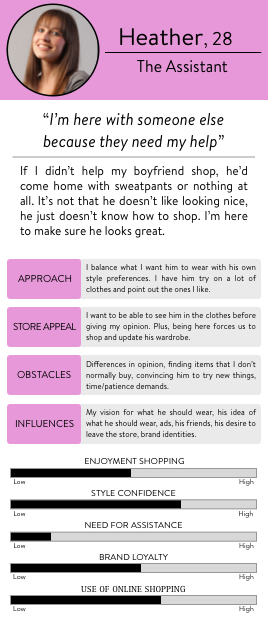 Heather, 28
The Assistant
“I’m here with someone else
because they need my help”
If I didn’t help my boyfriend shop, he’d
come home with sweatpants or nothing at
all. It’s not that he doesn’t like looking nice,
he just doesn’t know how to shop. I’m here
to make sure he looks great.
APPROACH
I balance what I want him to wear with his own
style preferences. I have him try on a lot of
clothes and point out the ones I like.
STORE APPEAL
I want to be able to see him in the clothes before
giving my opinion. Plus, being here forces us to
shop and update his wardrobe.
OBSTACLES
Differences in opinion, finding items that I don’t
normally buy, convincing him to try new things,
time/patience demands.
INFLUENCES
My vision for what he should wear, his idea of
what he should wear, ads, his friends, his desire to
leave the store, brand identities.
ENJOYMENT SHOPPING
Low High
STYLE CONFIDENCE
Low High
NEED FOR ASSISTANCE
Low High
BRAND LOYALTY
Low High
USE OF ONLINE SHOPPING
Low High